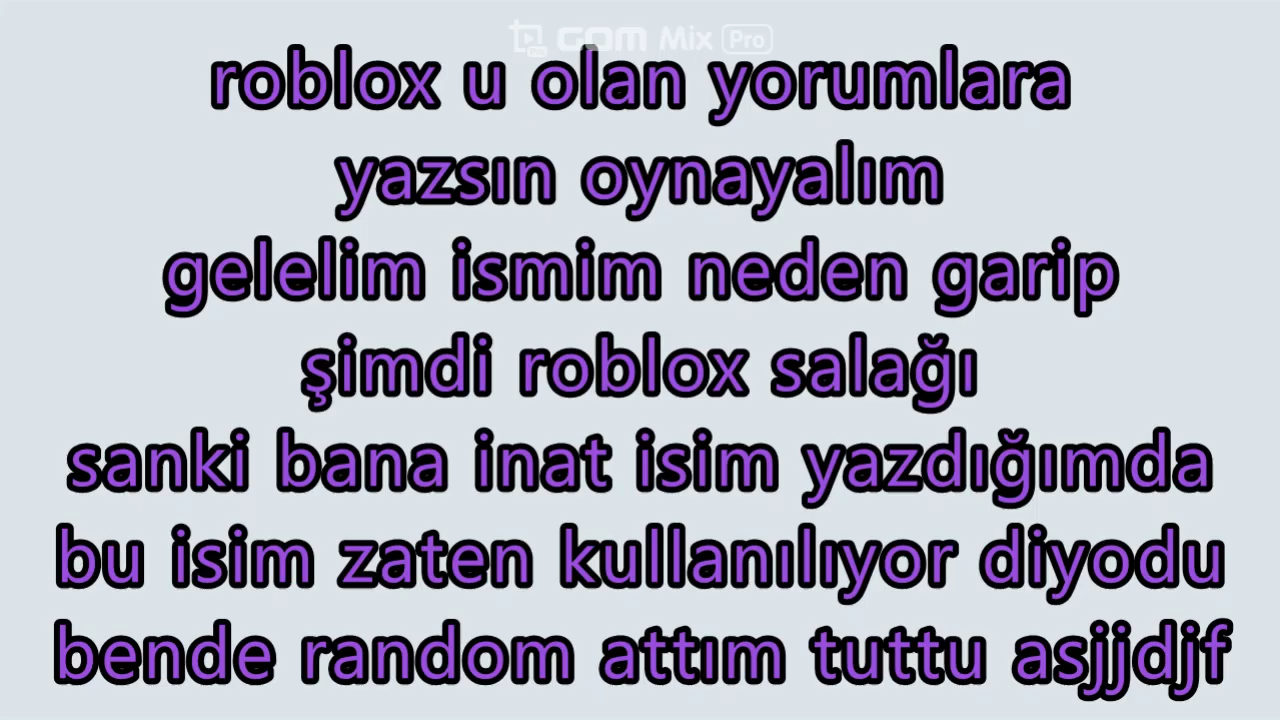 GOM Mix Pro
roblox u olan yorumlara
yazsın oynayalım
gelelim ismim neden garip
şimdi roblox salağı
sanki bana inat isim yazdığımda
bu isim zaten kullanılıyor diyodu
bende random attım tuttu asjjdjf